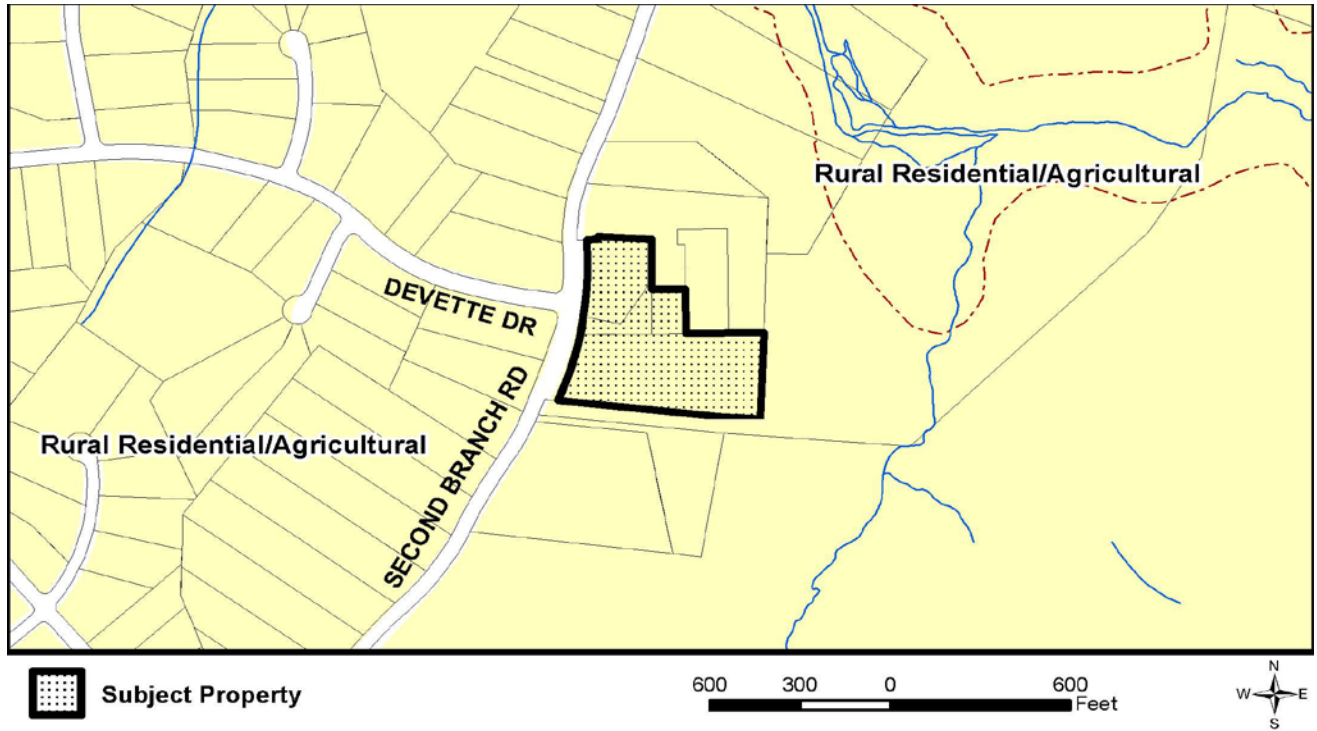 Rural Residential/Agricultural
DEVETTE DR
SECOND BRANCH RD
Rural Residential/Agricultural
Subject Property
600 300 0 600
Feet
N
W E
S